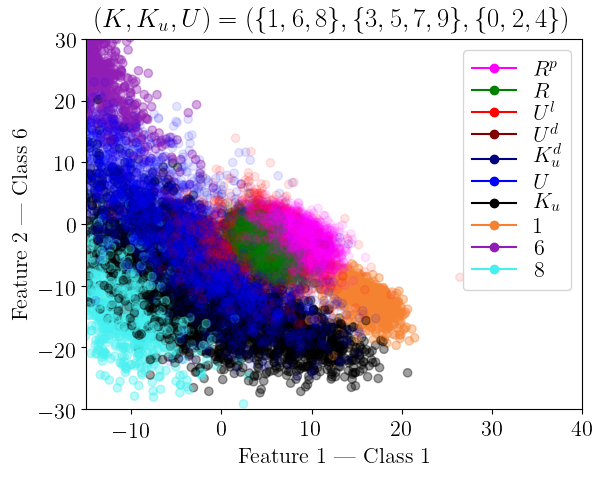 (K, K_u, U) = ({1, 6, 8}, {3, 5, 7, 9}, {0, 2, 4})
30
20
10
0
−10
−20
−30
Feature 2 — Class 6
R^p
R
U^l
U^d
K_u^d
U
K_u
1
6
8
−10
0
10
20
30
40
Feature 1 — Class 1